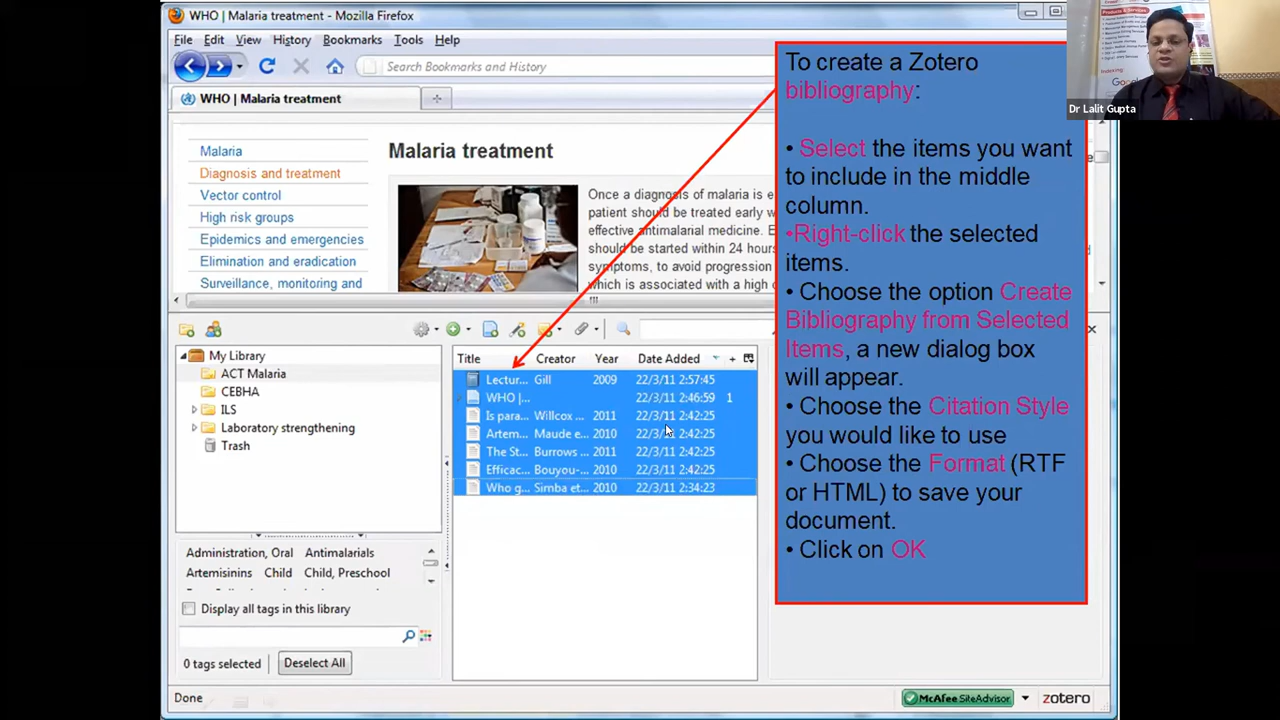 WHO | Malaria treatment - Mozilla Firefox
File Edit View History Bookmarks Help
Search Bookmarks and History
WHO | Malaria treatment
Malaria
Diagnosis and treatment
Vector control
High risk groups
Epidemics and emergencies
Elimination and eradication
Surveillance, monitoring and
Malaria treatment
Once a diagnosis of malaria is e
patient should be treated early w
effective antimalarial medicine. E
should be started within 24 hour
symptoms, to avoid progression
which is associated with a high c
To create a Zotero
bibliography:
• Select the items you want
to include in the middle
column.
•Right-click the selected
items.
• Choose the option Create
Bibliography from Selected
Items, a new dialog box
will appear.
• Choose the Citation Style
you would like to use
• Choose the Format (RTF
or HTML) to save your
document.
• Click on OK
Dr Lalit Gupta
My Library
ACT Malaria
CEBHA
ILS
Laboratory strengthening
Trash
Title Creator Year Date Added +
Lectur... Gill 2009 22/3/11 2:57:45
WHO |... 22/3/11 2:46:59 1
Is para... Willcox ... 2011 22/3/11 2:42:25
Artem... Maude e... 2010 22/3/11 2:42:25
The St... Burrows ... 2011 22/3/11 2:42:25
Efficac... Bouyou-... 2010 22/3/11 2:42:25
Who g... Simba et... 2010 22/3/11 2:34:23
Administration, Oral Antimalarials
Artemisinins Child Child, Preschool
Display all tags in this library
0 tags selected Deselect All
Done
McAfee SiteAdvisor
zotero